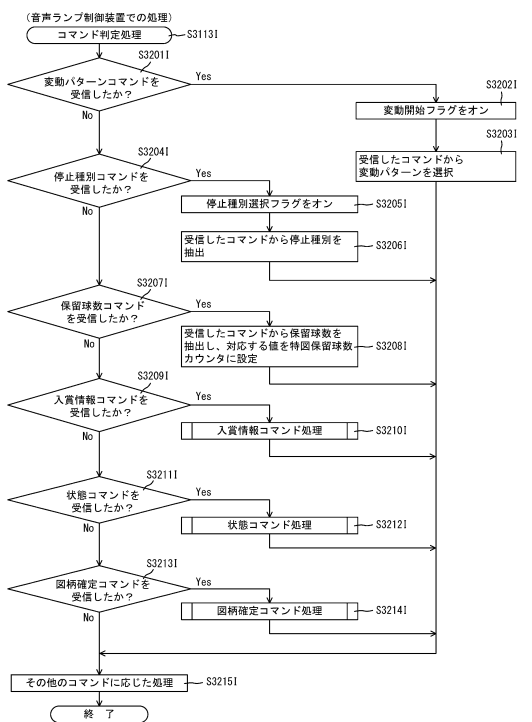 (音声ランプ制御装置での処理)
コマンド判定処理
S3113I
S3201I
変動パターンコマンドを
受信したか?
Yes
No
S3202I
変動開始フラグをオン
S3203I
受信したコマンドから
変動パターンを選択
S3204I
停止種別コマンドを
受信したか?
Yes
No
停止種別選択フラグをオン
S3205I
受信したコマンドから停止種別を
抽出
S3206I
S3207I
保留球数コマンド
を受信したか?
Yes
No
受信したコマンドから保留球数を
抽出し、対応する値を特図保留球数
カウンタに設定
S3208I
S3209I
入賞情報コマンドを
受信したか?
Yes
No
入賞情報コマンド処理
S3210I
S3211I
状態コマンドを
受信したか?
Yes
No
状態コマンド処理
S3212I
S3213I
図柄確定コマンドを
受信したか?
Yes
No
図柄確定コマンド処理
S3214I
その他のコマンドに応じた処理
S3215I
終 了